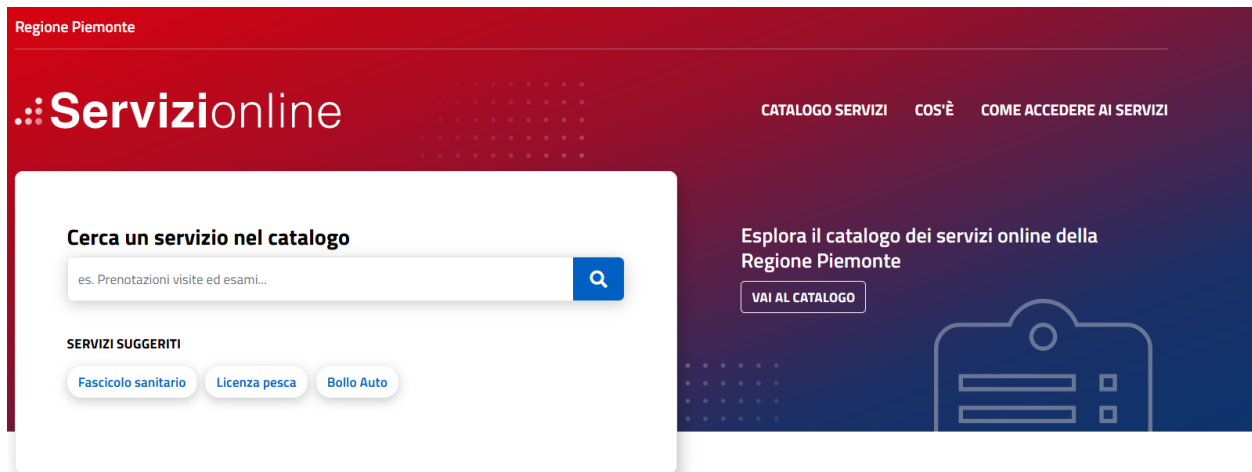 Regione Piemonte
Servizionline
CATALOGO SERVIZI COS'È COME ACCEDERE AI SERVIZI
Cerca un servizio nel catalogo
es. Prenotazioni visite ed esami...
SERVIZI SUGGERITI
Fascicolo sanitario Licenza pesca Bollo Auto
Esplora il catalogo dei servizi online della
Regione Piemonte
VAI AL CATALOGO